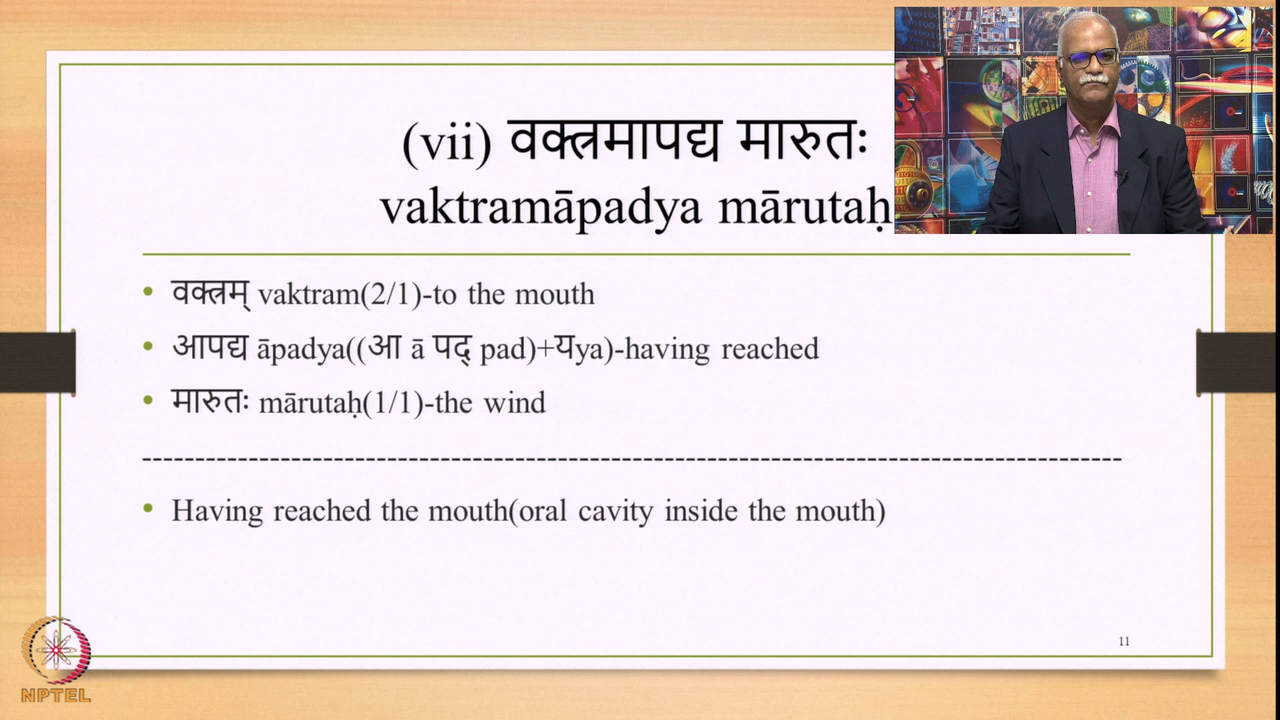 (vii) वक्त्रमापद्य मारुतः
vaktramāpadya mārutaḥ
• वक्त्रम् vaktram(2/1)-to the mouth
• आपद्य āpadya((आ ā पद् pad)+यya)-having reached
• मारुतः mārutaḥ(1/1)-the wind
• Having reached the mouth(oral cavity inside the mouth)
11
NPTEL